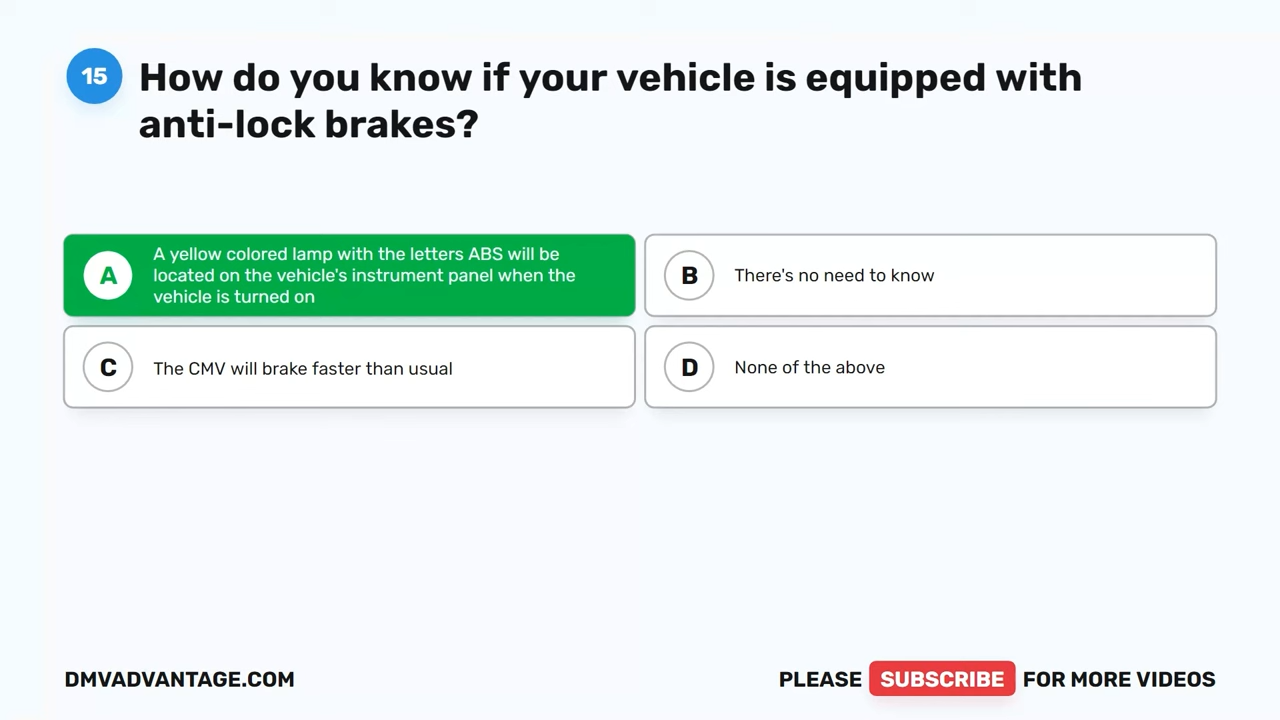 15
How do you know if your vehicle is equipped with
anti-lock brakes?
A
A yellow colored lamp with the letters ABS will be
located on the vehicle's instrument panel when the
vehicle is turned on
B
There's no need to know
C
The CMV will brake faster than usual
D
None of the above
DMVADVANTAGE.COM
PLEASE SUBSCRIBE FOR MORE VIDEOS